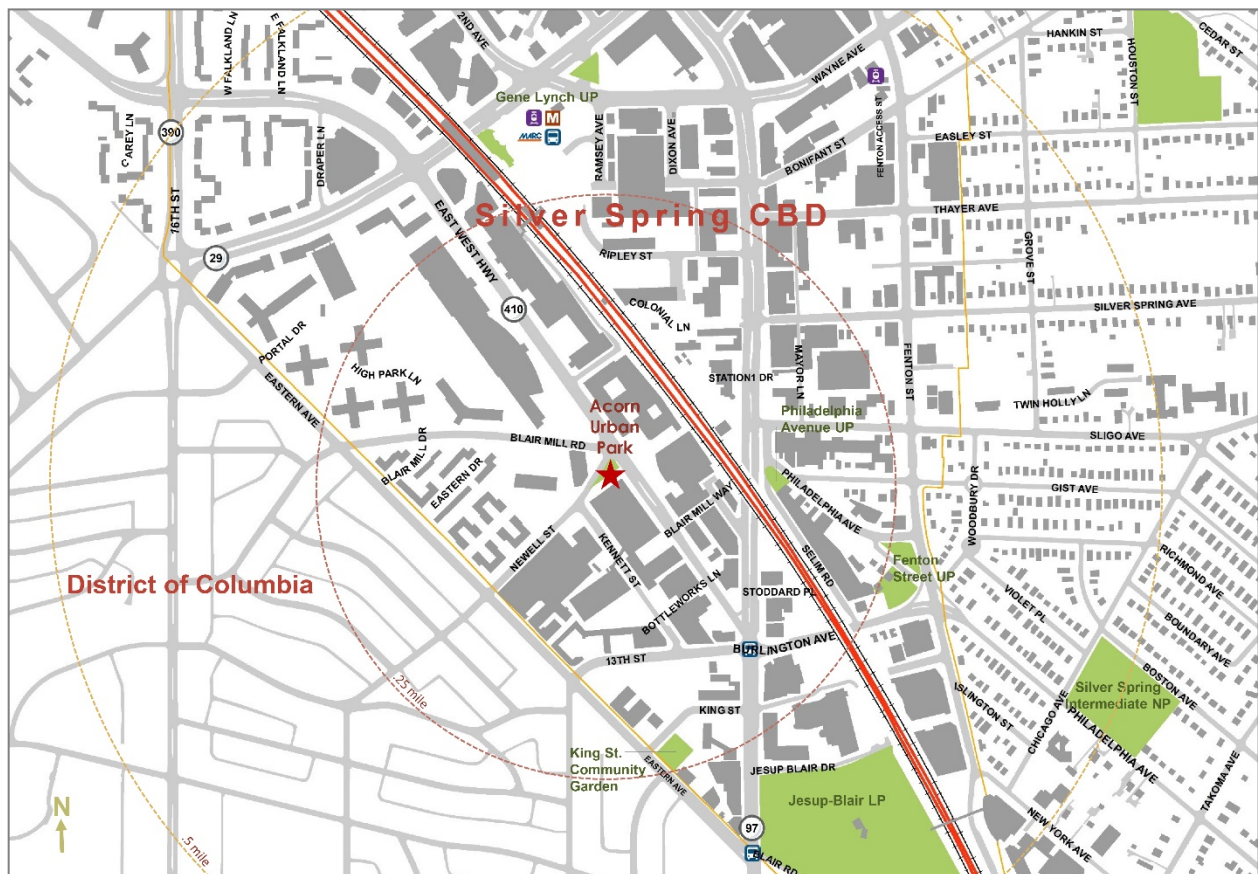 W FALKLAND LN
E FALKLAND LN
2ND AVE
WAYNE AVE
HANKIN ST
HOUSTON ST
CEDAR ST
Gene Lynch UP
M
MARC
CAREY LN
390
16TH ST
DRAPER LN
RAMSEY AVE
DIXON AVE
BONIFANT ST
FENTON ACCESS ST
EASLEY ST
THAYER AVE
Silver Spring CBD
EAST WEST HWY
29
RIPLEY ST
GROVE ST
410
COLONIAL LN
SILVER SPRING AVE
PORTAL DR
EASTERN AVE
HIGH PARK LN
STATION1 DR
MAYOR LN
FENTON ST
TWIN HOLLY LN
Acorn
Urban
Park
Philadelphia
Avenue UP
SLIGO AVE
BLAIR MILL RD
BLAIR MILL DR
EASTERN DR
NEWELL ST
KENNETT ST
BLAIR MILL WAY
PHILADELPHIA AVE
SELIM RD
WOODBURY DR
GIST AVE
RICHMOND AVE
BOUNDARY AVE
District of Columbia
Fenton
Street UP
VIOLET PL
BOTTLEWORKS LN
STODDARD PL
BURLINGTON AVE
13TH ST
ISLINGTON ST
CHICAGO AVE
BOSTON AVE
Silver Spring
Intermediate NP
PHILADELPHIA AVE
TAKOMA AVE
.25 mile
KING ST
King St.
Community
Garden
EASTERN AVE
JESUP BLAIR DR
Jesup-Blair LP
NEW YORK AVE
97
BLAIR RD
N
.5 mile